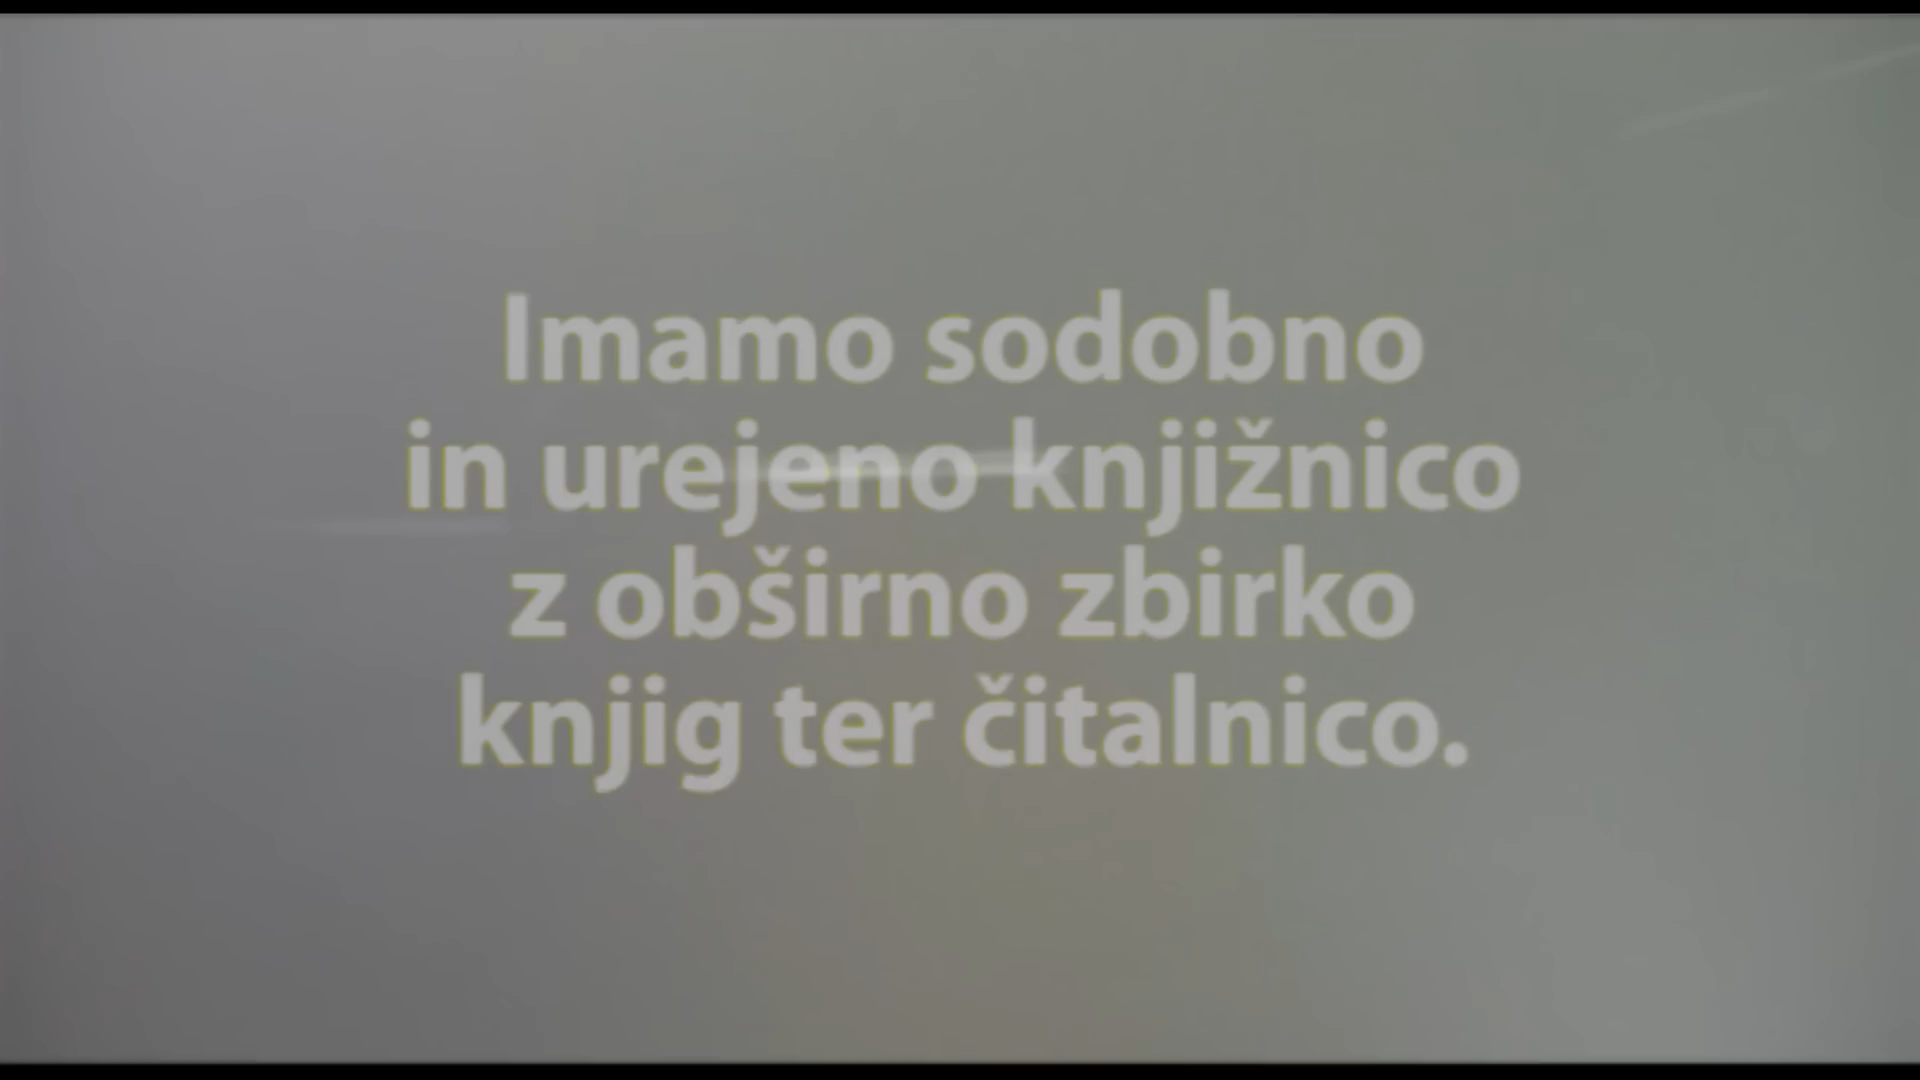 Imamo sodobno
in urejeno knjižnico
z obširno zbirko
knjig ter čitalnico.